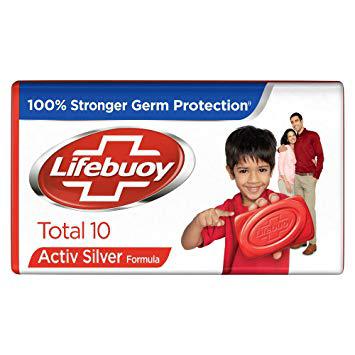 100% Stronger Germ Protection◊
Lifebuoy
Total 10
Activ Silver Formula